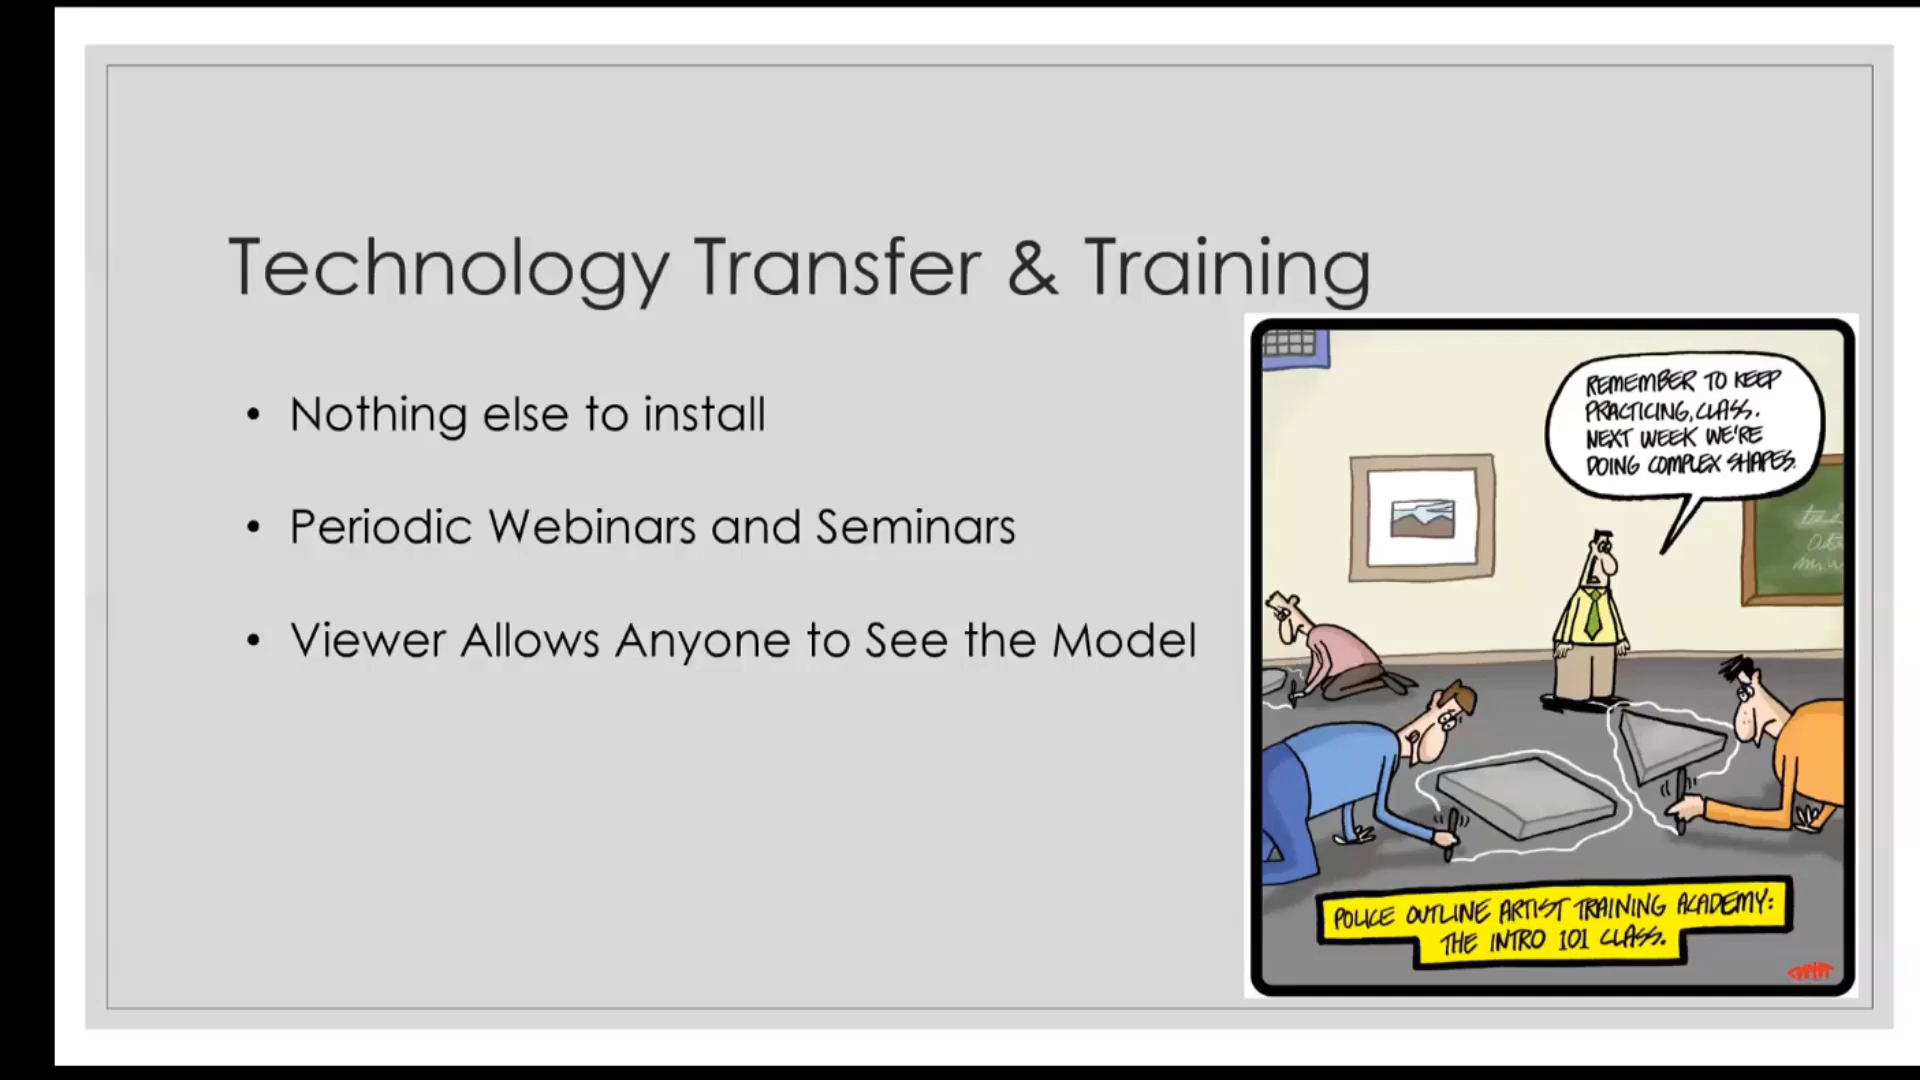 Technology Transfer & Training
• Nothing else to install
• Periodic Webinars and Seminars
• Viewer Allows Anyone to See the Model
REMEMBER TO KEEP
PRACTICING, CLASS.
NEXT WEEK WE'RE
DOING COMPLEX SHAPES.
POLICE OUTLINE ARTIST TRAINING ACADEMY:
THE INTRO 101 CLASS.